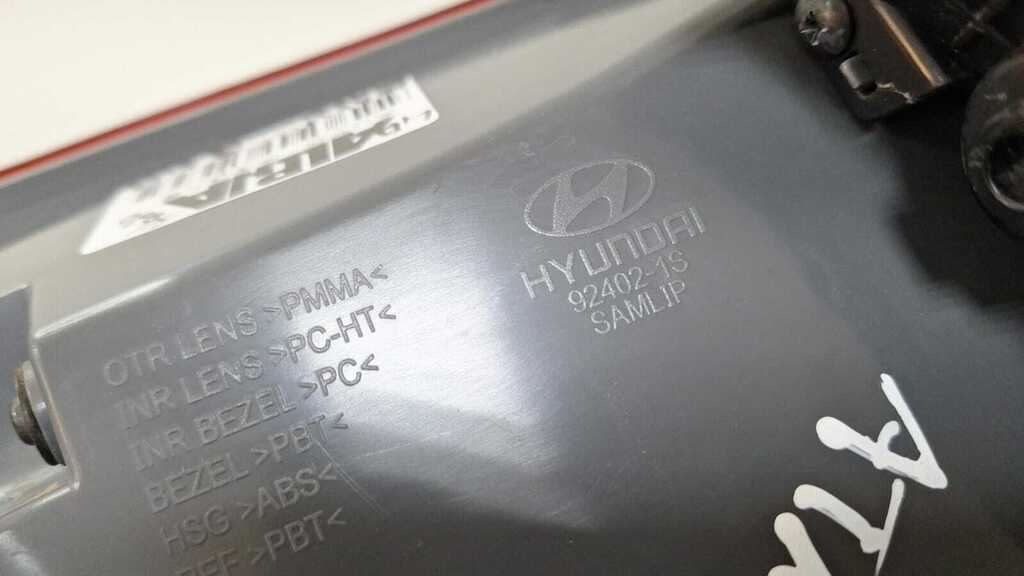 HYUNDAI
92402-1S
SAMLIP
OTR LENS >PMMA<
INR LENS >PC-HT<
INR BEZEL >PC<
BEZEL >PBT<
HSG >ABS<
>PBT<